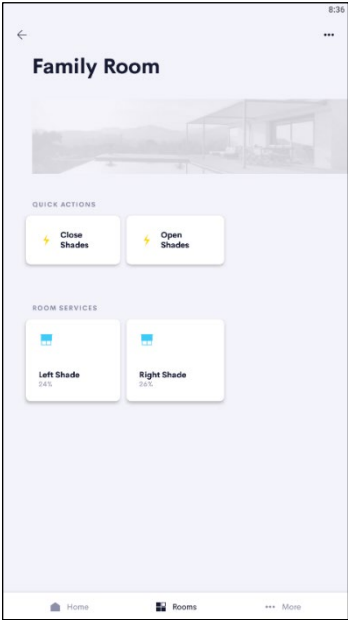 8:36
Family Room
QUICK ACTIONS
Close
Shades
Open
Shades
ROOM SERVICES
Left Shade
24%
Right Shade
26%
Home
Rooms
More